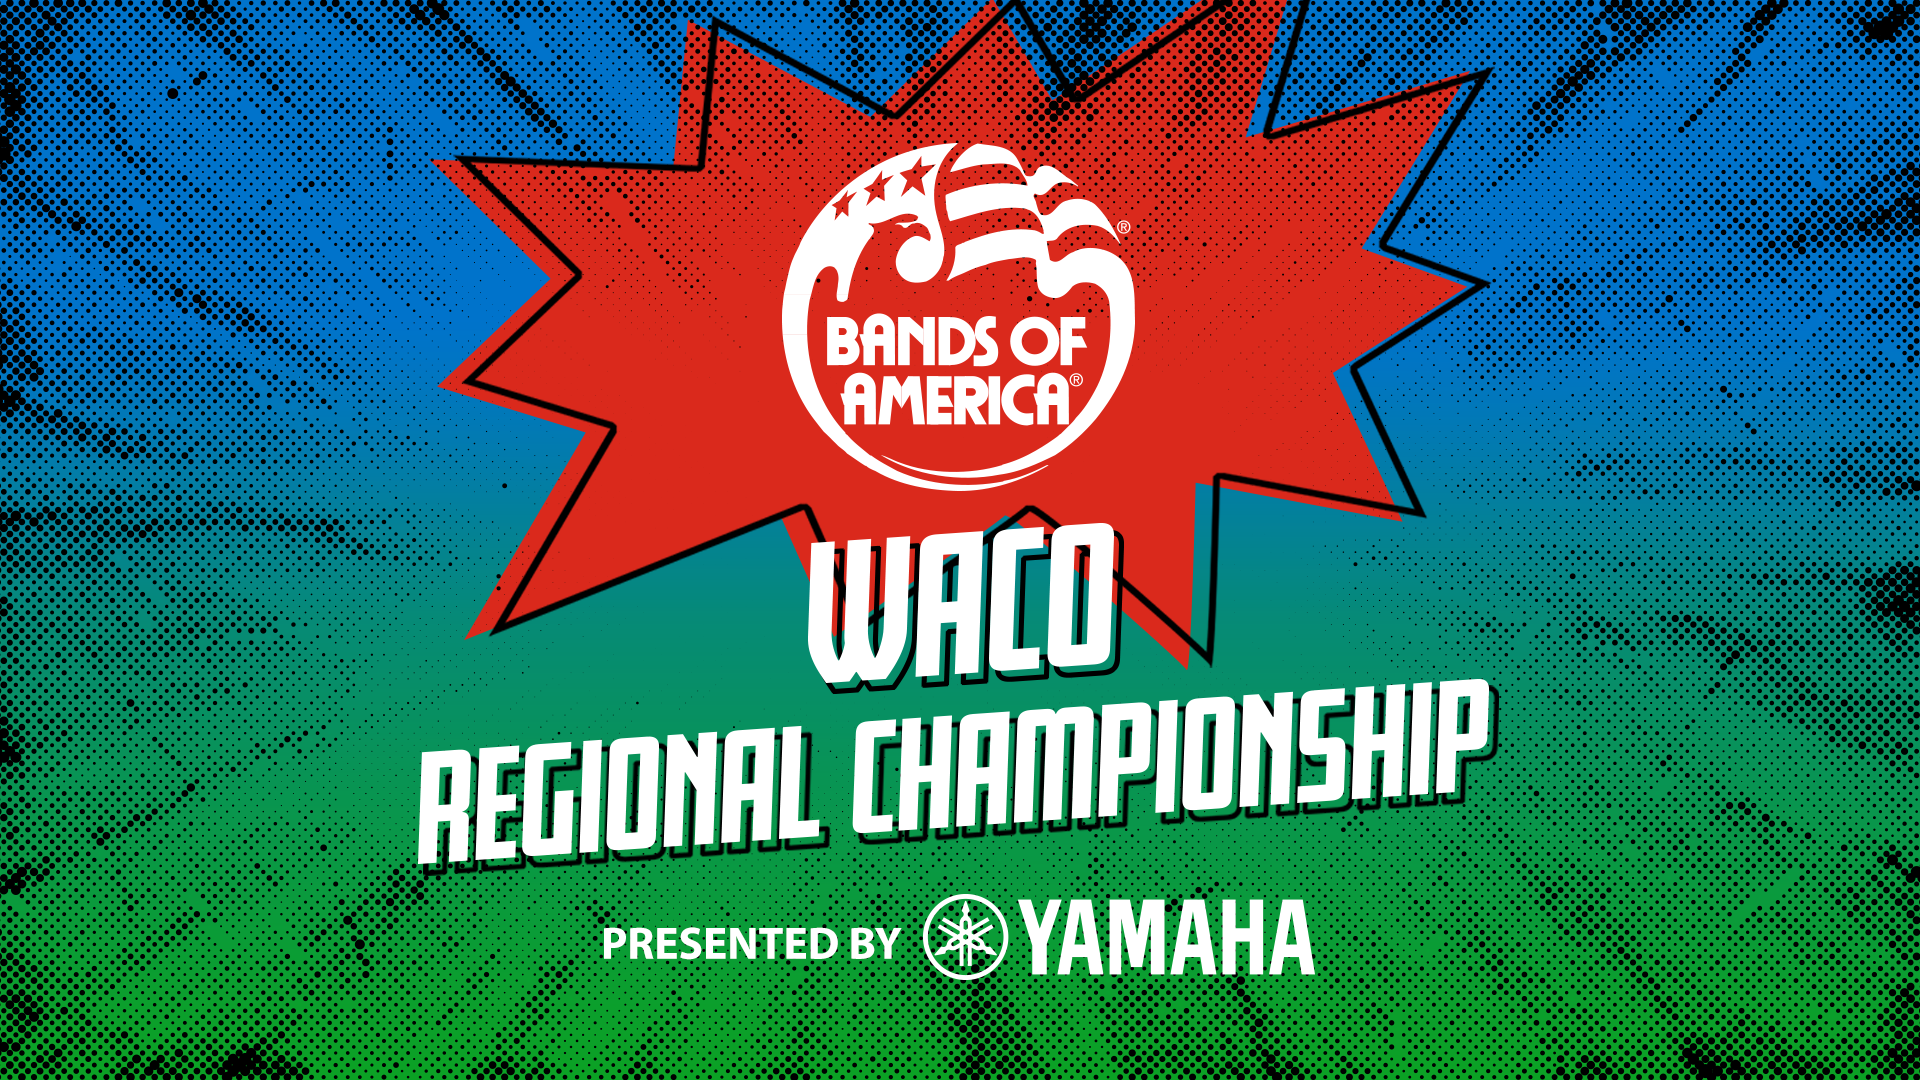 BANDS OF
AMERICA®
®
WACO
REGIONAL CHAMPIONSHIP
PRESENTED BY YAMAHA